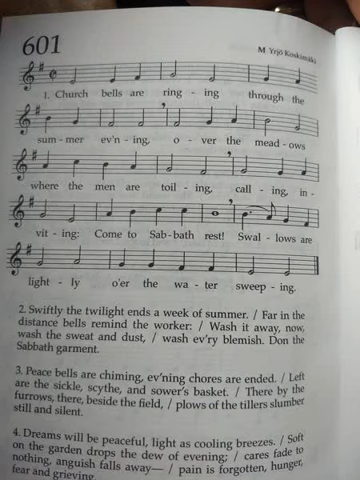 601
M Yrjö Koskimäki
1. Church bells are ring - ing through the
sum - mer ev'n - ing, o - ver the mead - ows
where the men are toil - ing, call - ing, in -
vit - ing: Come to Sab - bath rest! Swal - lows are
light - ly o'er the wa - ter sweep - ing.
2. Swiftly the twilight ends a week of summer. / Far in the
distance bells remind the worker: / Wash it away, now,
wash the sweat and dust, / wash ev'ry blemish. Don the
Sabbath garment.
3. Peace bells are chiming, ev'ning chores are ended. / Left
are the sickle, scythe, and sower's basket. / There by the
furrows, there, beside the field, / plows of the tillers slumber
still and silent.
4. Dreams will be peaceful, light as cooling breezes. / Soft
on the garden drops the dew of evening; / cares fade to
nothing, anguish falls away— / pain is forgotten, hunger,
fear and grieving.